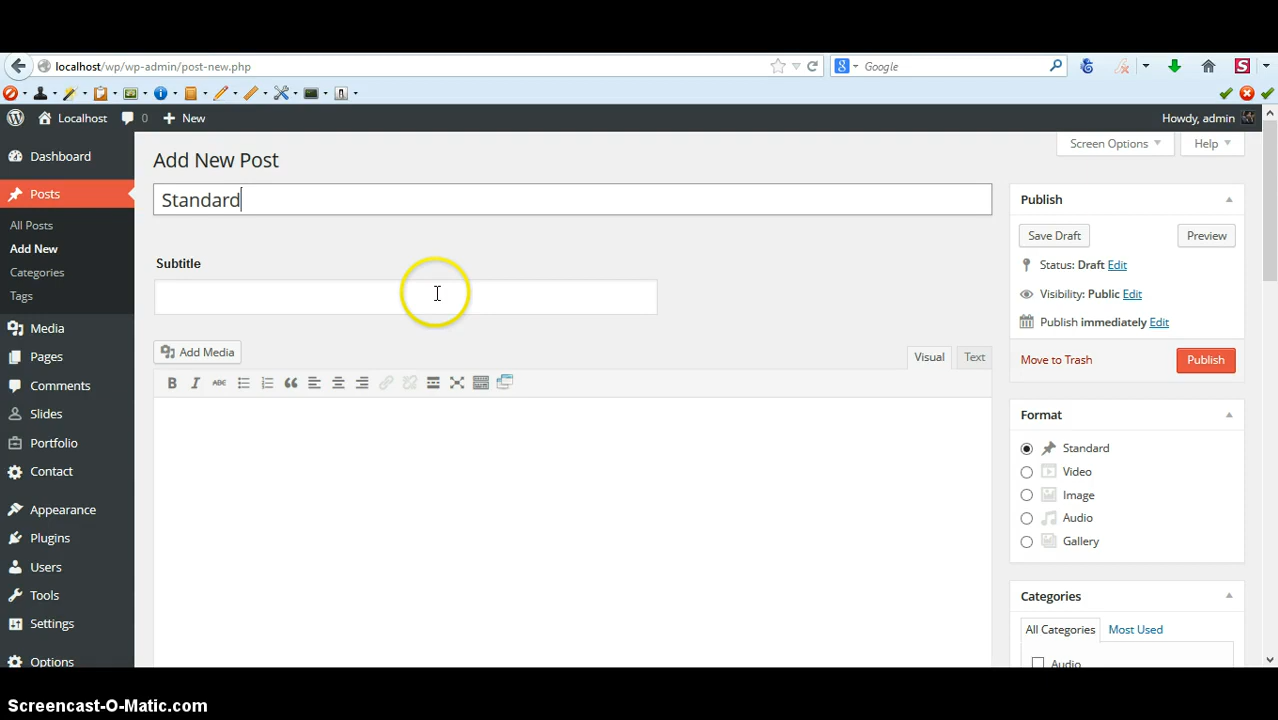 localhost/wp/wp-admin/post-new.php
Google
Localhost 0 New
Howdy, admin
Dashboard
Posts
All Posts
Add New
Categories
Tags
Media
Pages
Comments
Slides
Portfolio
Contact
Appearance
Plugins
Users
Tools
Settings
Options
Add New Post
Screen Options
Help
Standard
Subtitle
Add Media
Visual
Text
B I ABC
Publish
Save Draft
Preview
Status: Draft Edit
Visibility: Public Edit
Publish immediately Edit
Move to Trash
Publish
Format
Standard
Video
Image
Audio
Gallery
Categories
All Categories
Most Used
Audio
Screencast-O-Matic.com